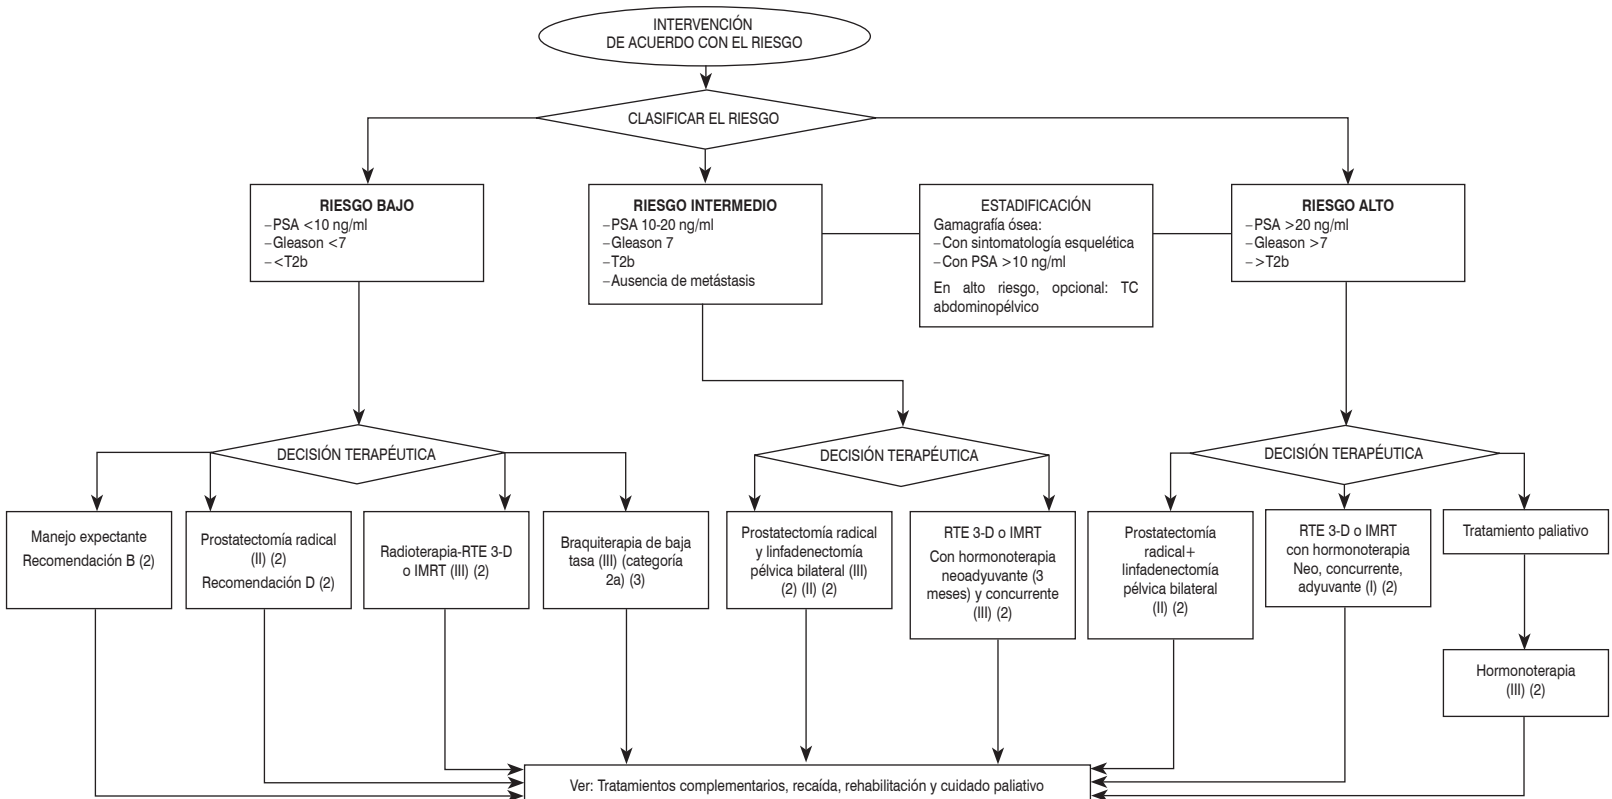 INTERVENCIÓN
DE ACUERDO CON EL RIESGO
CLASIFICAR EL RIESGO
RIESGO BAJO
–PSA <10 ng/ml
–Gleason <7
–<T2b
RIESGO INTERMEDIO
–PSA 10-20 ng/ml
–Gleason 7
–T2b
–Ausencia de metástasis
ESTADIFICACIÓN
Gamagrafía ósea:
–Con sintomatología esquelética
–Con PSA >10 ng/ml
En alto riesgo, opcional: TC
abdominopélvico
RIESGO ALTO
–PSA >20 ng/ml
–Gleason >7
–>T2b
DECISIÓN TERAPÉUTICA
DECISIÓN TERAPÉUTICA
DECISIÓN TERAPÉUTICA
Manejo expectante
Recomendación B (2)
Prostatectomía radical
(II) (2)
Recomendación D (2)
Radioterapia-RTE 3-D
o IMRT (III) (2)
Braquiterapia de baja
tasa (III) (categoría
2a) (3)
Prostatectomía radical
y linfadenectomía
pélvica bilateral (III)
(2) (II) (2)
RTE 3-D o IMRT
Con hormonoterapia
neoadyuvante (3
meses) y concurrente
(III) (2)
Prostatectomía
radical+
linfadenectomía
pélvica bilateral
(II) (2)
RTE 3-D o IMRT
con hormonoterapia
Neo, concurrente,
adyuvante (I) (2)
Tratamiento paliativo
Hormonoterapia
(III) (2)
Ver: Tratamientos complementarios, recaída, rehabilitación y cuidado paliativo